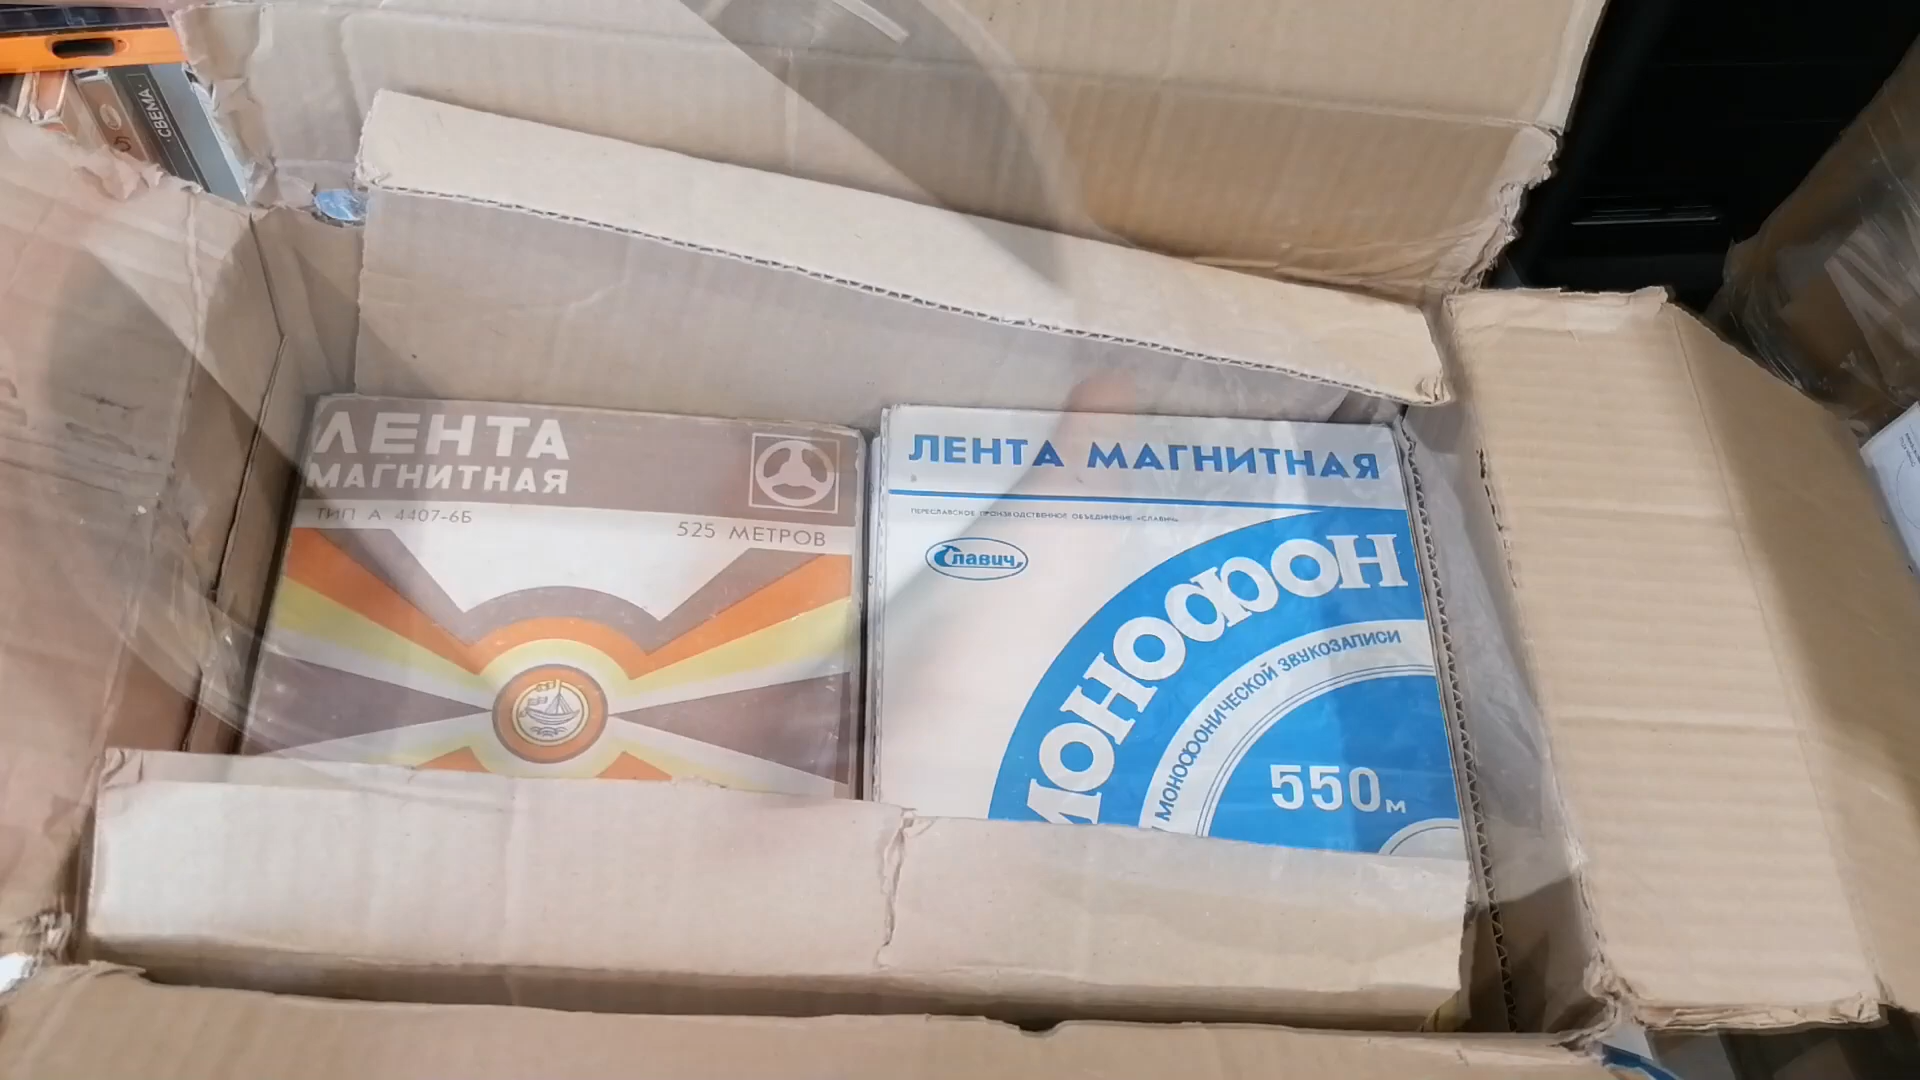 СВЕМА
5
ЛЕНТА
МАГНИТНАЯ
ТИП А 4407-6Б
525 МЕТРОВ
ЛЕНТА МАГНИТНАЯ
ПЕРЕСЛАВСКОЕ ПРОИЗВОДСТВЕННОЕ ОБЪЕДИНЕНИЕ «СЛАВИЧ»
Славич
МОНОФОН
МОНОФОНИЧЕСКОЙ ЗВУКОЗАПИСИ
550м